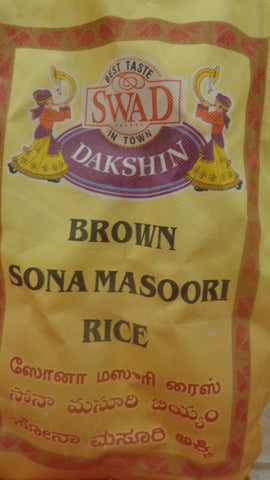 BEST TASTE
SWAD
IN TOWN
DAKSHIN
BROWN
SONA MASOORI
RICE
ஸோனா மஸுரி ரைஸ்
సోనా మసూరి బియ్యం
ಸೋನಾ ಮಸೂರಿ ಅಕ್ಕಿ